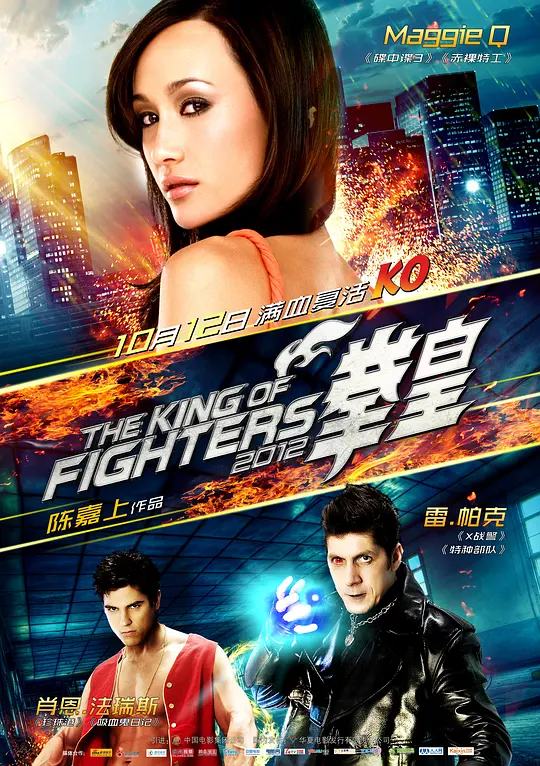 Maggie Q
《碟中谍3》《赤裸特工》
10月12日 满血复活 KO
THE KING OF
FIGHTERS
2012
拳皇
陈嘉上作品
雷·帕克
《X战警》
《特种部队》
肖恩·法瑞斯
《珍珠港》《吸血鬼日记》